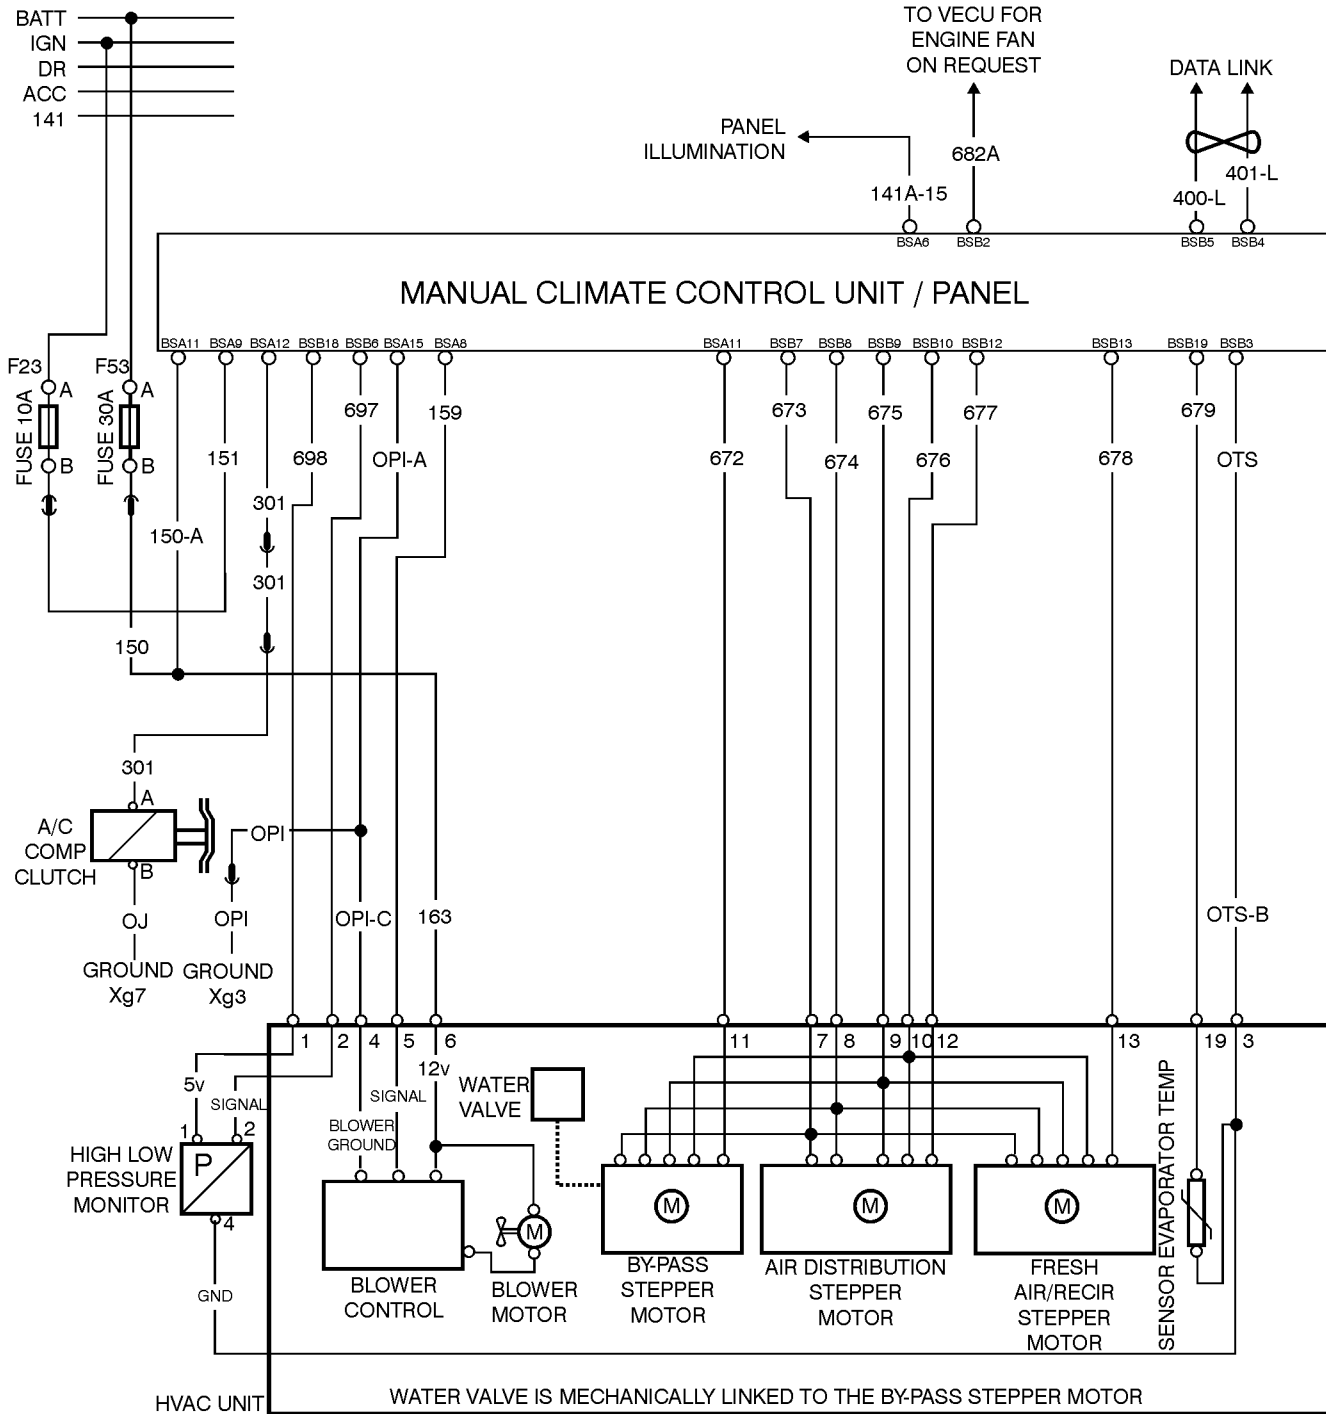 BATT
IGN
DR
ACC
141
TO VECU FOR
ENGINE FAN
ON REQUEST
DATA LINK
PANEL
ILLUMINATION
682A
401-L
141A-15
400-L
BSA6
BSB2
BSB5
BSB4
MANUAL CLIMATE CONTROL UNIT / PANEL
BSA11
BSA9
BSA12
BSB18
BSB6
BSA15
BSA8
BSA11
BSB7
BSB8
BSB9
BSB10
BSB12
BSB13
BSB19
BSB3
F23
F53
A
A
FUSE 10A
FUSE 30A
B
B
697
159
673
675
677
679
151
698
OPI-A
672
674
676
678
OTS
301
150-A
301
150
301
A
A/C
COMP
CLUTCH
B
OPI
OJ
OPI
OPI-C
163
OTS-B
GROUND
Xg7
GROUND
Xg3
1
2
4
5
6
11
7
8
9
10
12
13
19
3
5v
12v
SIGNAL
SIGNAL
BLOWER
GROUND
WATER
VALVE
1
2
HIGH LOW
PRESSURE
MONITOR
P
4
M
M
M
M
SENSOR EVAPORATOR TEMP
BLOWER
CONTROL
BLOWER
MOTOR
BY-PASS
STEPPER
MOTOR
AIR DISTRIBUTION
STEPPER
MOTOR
FRESH
AIR/RECIR
STEPPER
MOTOR
GND
HVAC UNIT
WATER VALVE IS MECHANICALLY LINKED TO THE BY-PASS STEPPER MOTOR